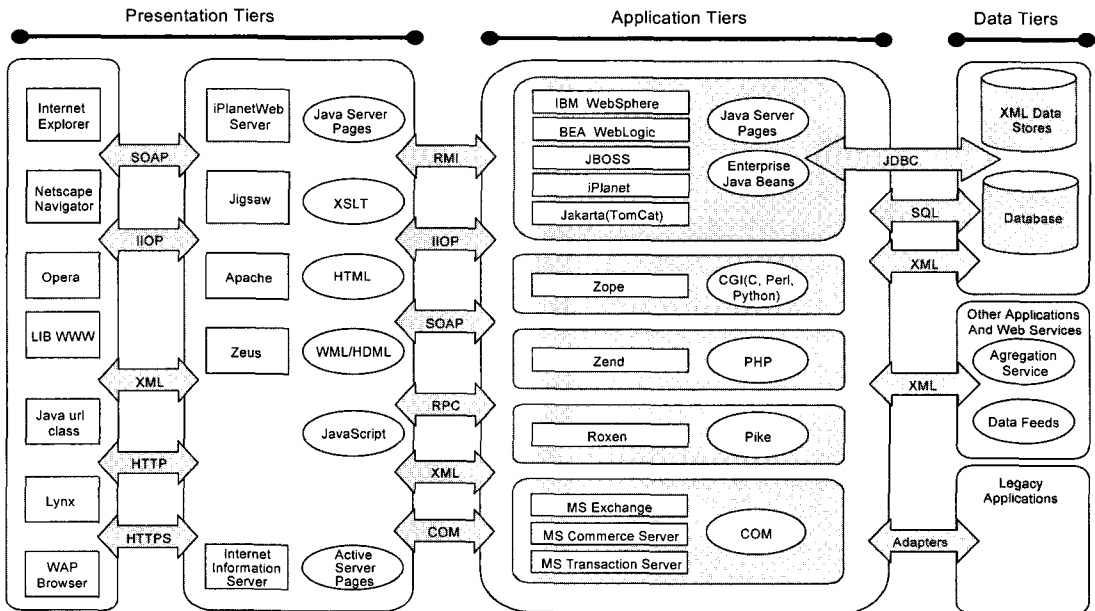 Presentation Tiers
Application Tiers
Data Tiers
Internet
Explorer
Netscape
Navigator
Opera
LIB WWW
Java url
class
Lynx
WAP
Browser
SOAP
IIOP
XML
HTTP
HTTPS
iPlanetWeb
Server
Jigsaw
Apache
Zeus
Internet
Information
Server
Java Server
Pages
XSLT
HTML
WML/HDML
JavaScript
Active
Server
Pages
RMI
IIOP
SOAP
RPC
XML
COM
IBM WebSphere
BEA WebLogic
JBOSS
iPlanet
Jakarta(TomCat)
Java Server
Pages
Enterprise
Java Beans
Zope
CGI(C, Perl,
Python)
Zend
PHP
Roxen
Pike
MS Exchange
MS Commerce Server
MS Transaction Server
COM
JDBC
SQL
XML
XML
Adapters
XML Data
Stores
Database
Other Applications
And Web Services
Agregation
Service
Data Feeds
Legacy
Applications